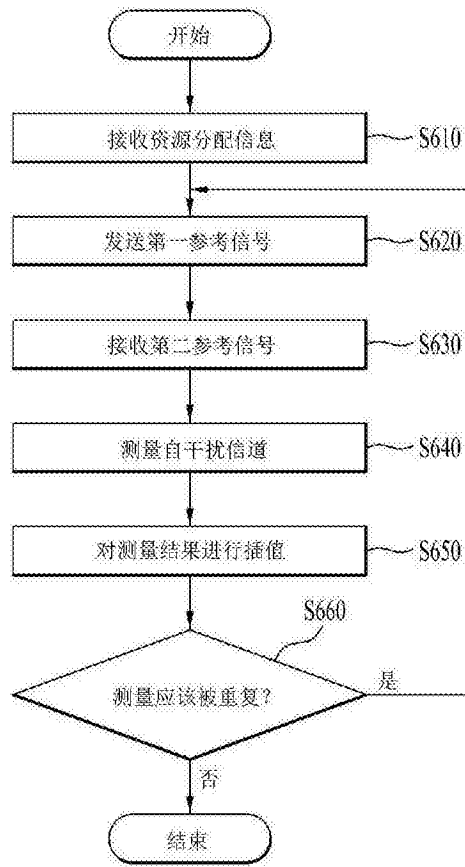 开始
接收资源分配信息
S610
发送第一参考信号
S620
接收第二参考信号
S630
测量自干扰信道
S640
对测量结果进行插值
S650
S660
测量应该被重复?
是
否
结束